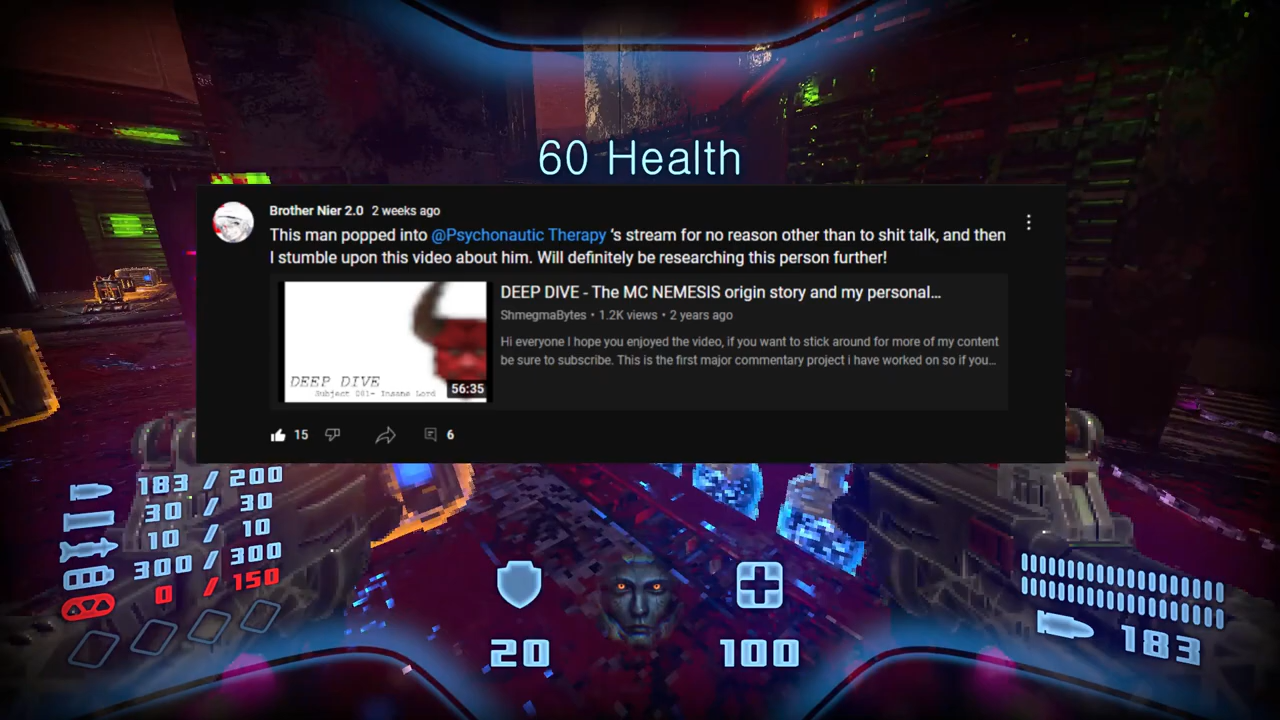 60 Health
Brother Nier 2.0 2 weeks ago
This man popped into @Psychonautic Therapy 's stream for no reason other than to shit talk, and then
I stumble upon this video about him. Will definitely be researching this person further!
DEEP DIVE - The MC NEMESIS origin story and my personal...
ShmegmaBytes • 1.2K views • 2 years ago
Hi everyone I hope you enjoyed the video, if you want to stick around for more of my content
be sure to subscribe. This is the first major commentary project i have worked on so if you...
DEEP DIVE
Subject 001- Insane Lord
56:35
15
6
183 / 200
30 / 30
10 / 10
300 / 300
0 / 150
20
100
183